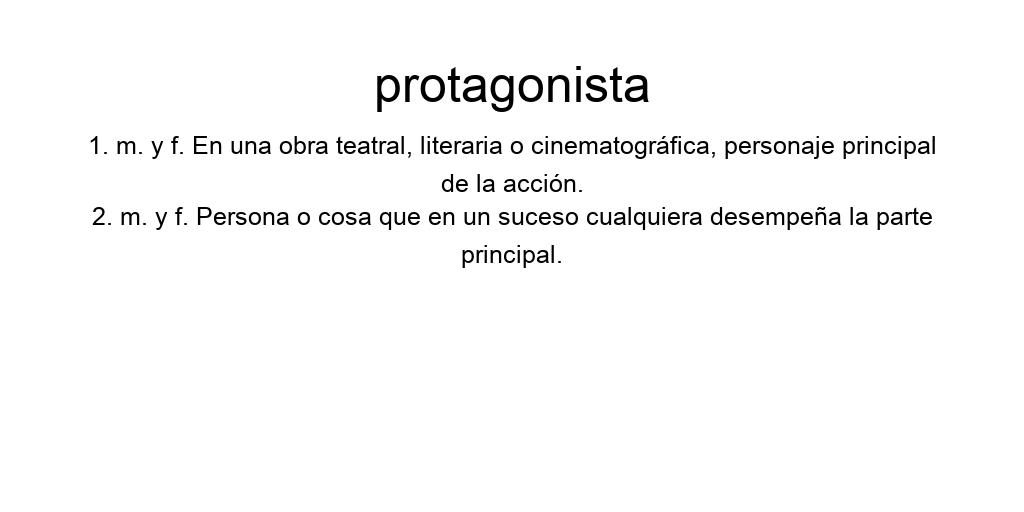 protagonista
1. m. y f. En una obra teatral, literaria o cinematográfica, personaje principal
de la acción.
2. m. y f. Persona o cosa que en un suceso cualquiera desempeña la parte
principal.